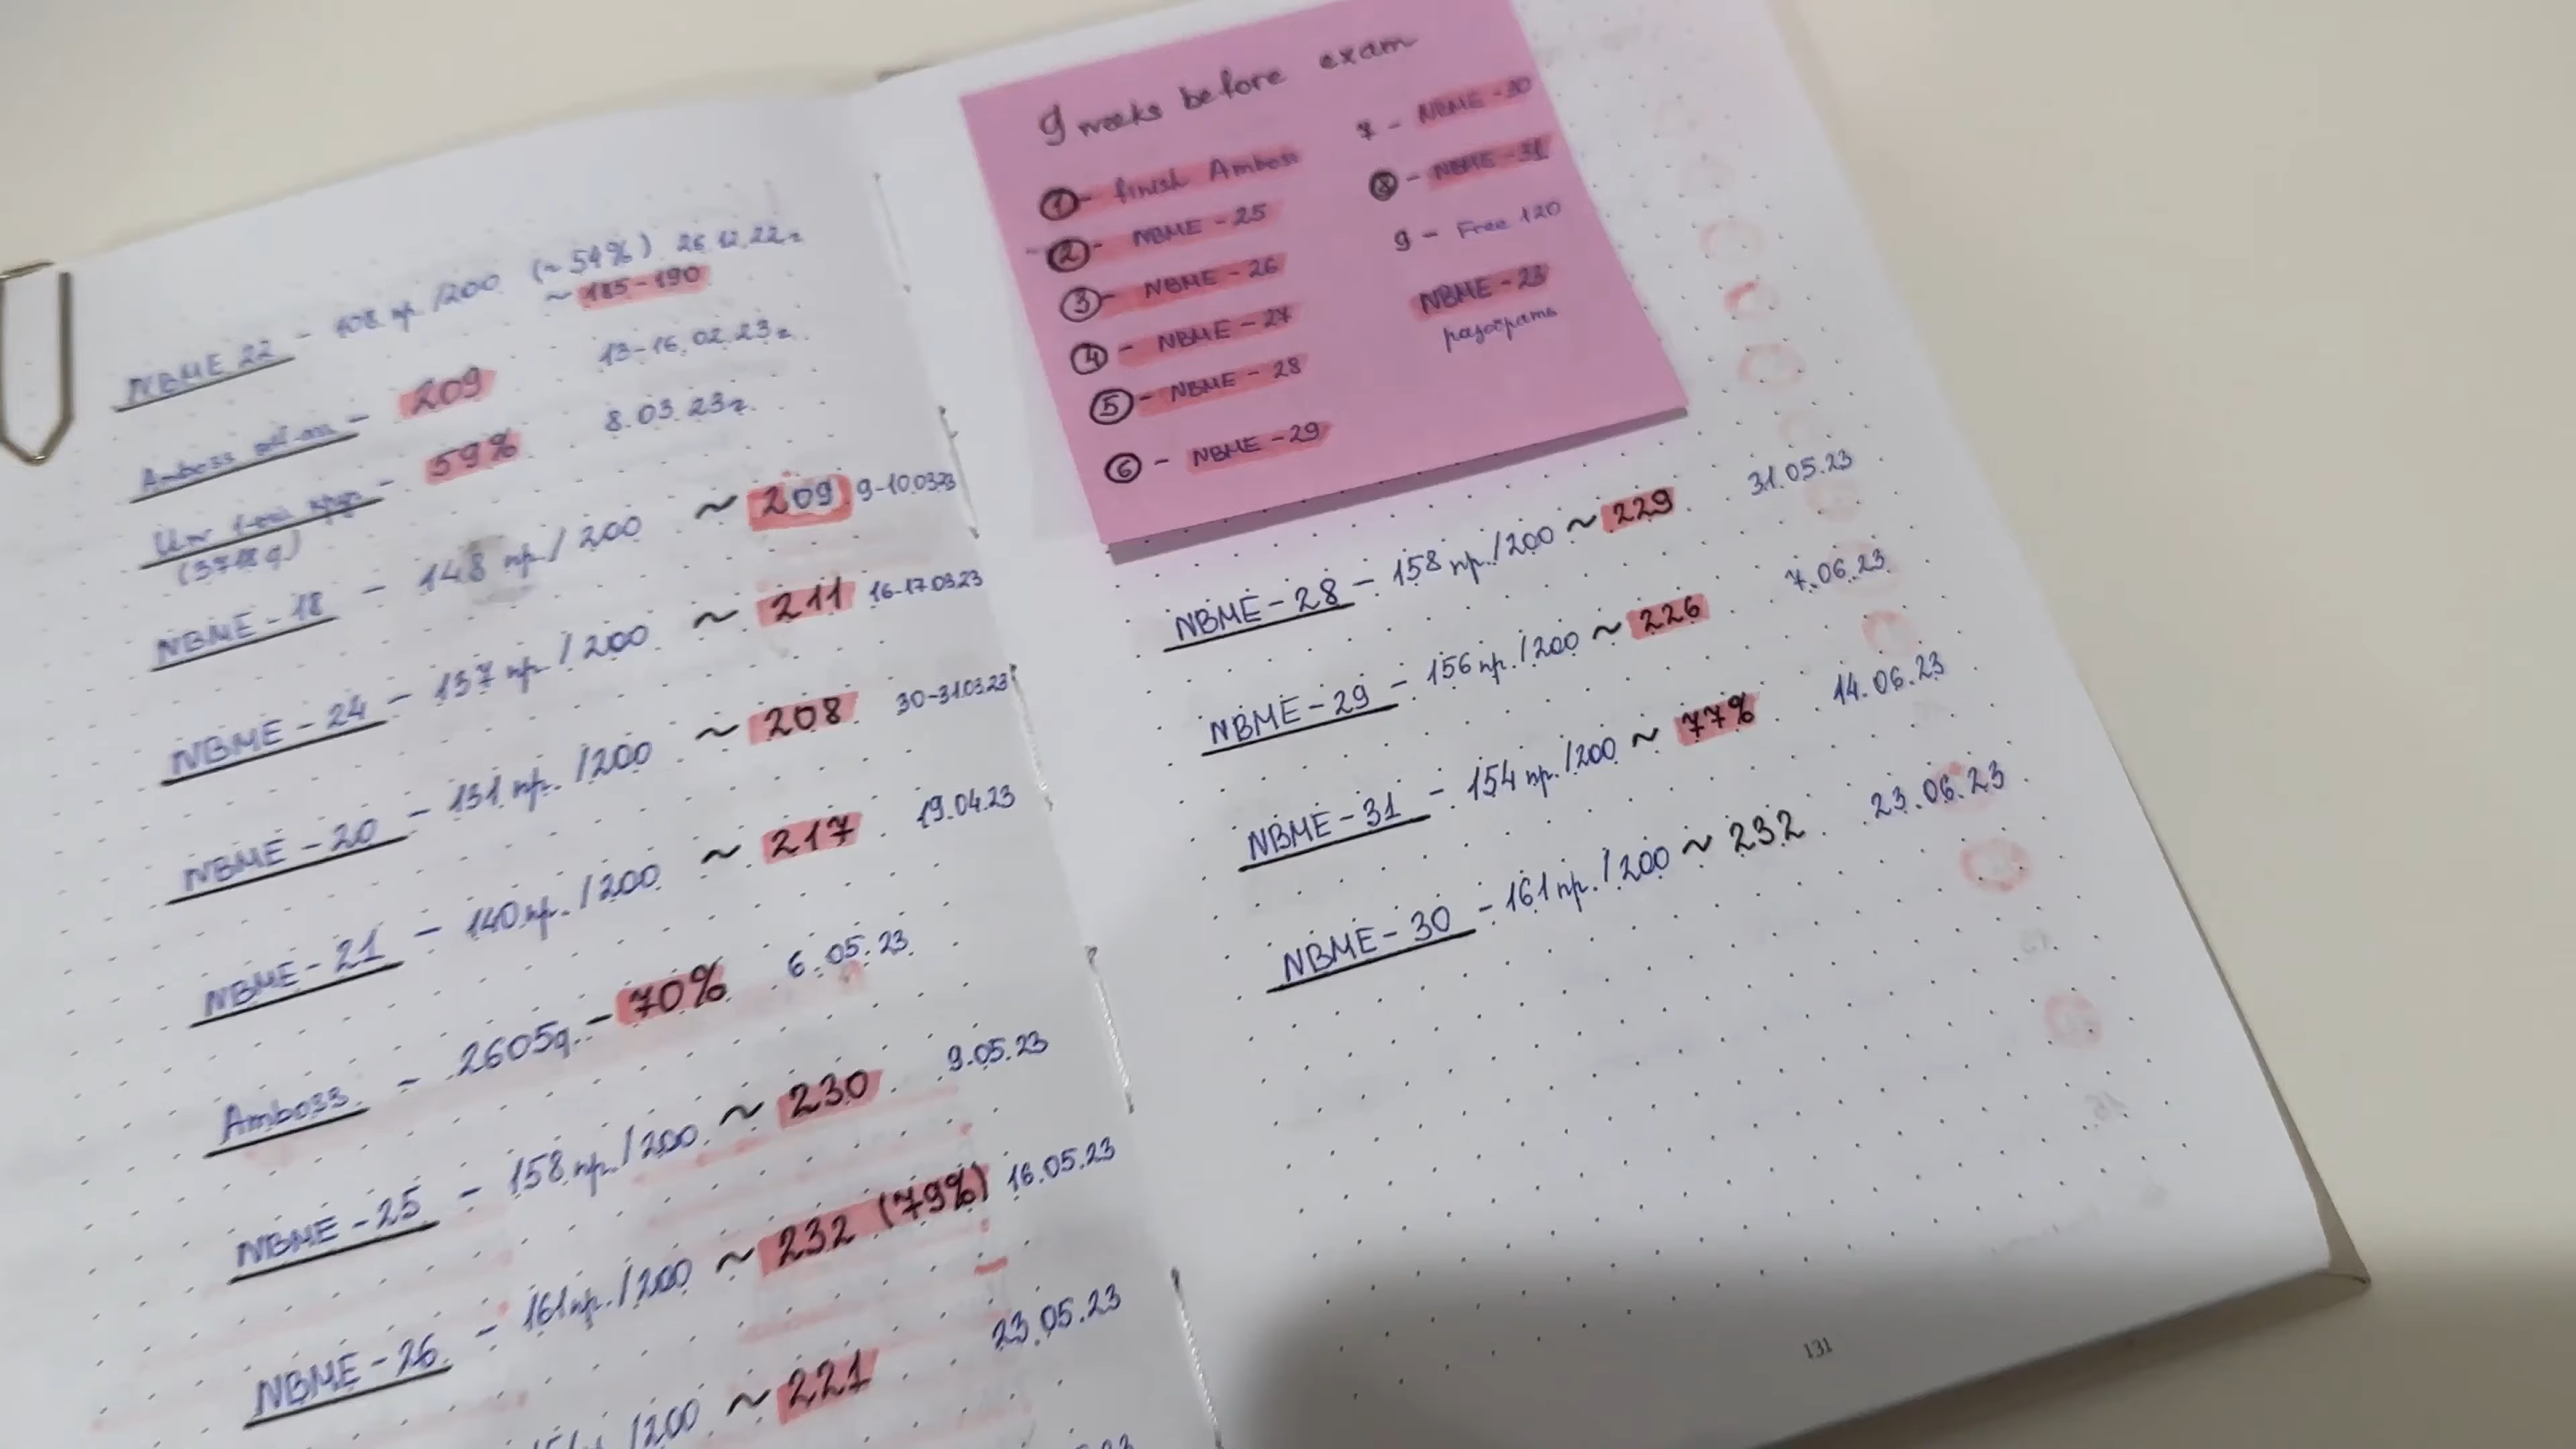 NBME 22 - 108 пр./200 (~54%) 26.12.22г
~ 185-190
Amboss self-ass - 209 13-16.02.23г.
1-ый круг - 59% 8.03.23г.
(3718q)
NBME-18 - 148 пр./200 ~ 209 9-10.03.23
NBME-24 - 137 пр./200 ~ 211 16-17.03.23
NBME-20 - 131 пр./200 ~ 208 30-31.03.23
NBME-21 - 140 пр./200 ~ 217 19.04.23
Amboss - 2605q - 70% 6.05.23
NBME-25 - 158 пр./200 ~ 230 9.05.23
NBME-26 - 161 пр./200 ~ 232 (79%) 16.05.23
/200 ~ 221 23.05.23
9 weeks before exam
1 - finish Amboss
2 - NBME-25
3 - NBME-26
4 - NBME-27
5 - NBME-28
6 - NBME-29
7 - NBME-30
8 - NBME-31
9 - Free 120
NBME-23
разобрать
NBME-28 - 158 пр./200 ~ 229 31.05.23
NBME-29 - 156 пр./200 ~ 226 7.06.23
NBME-31 - 154 пр./200 ~ 77% 14.06.23
NBME-30 - 161 пр./200 ~ 232 23.06.23
131